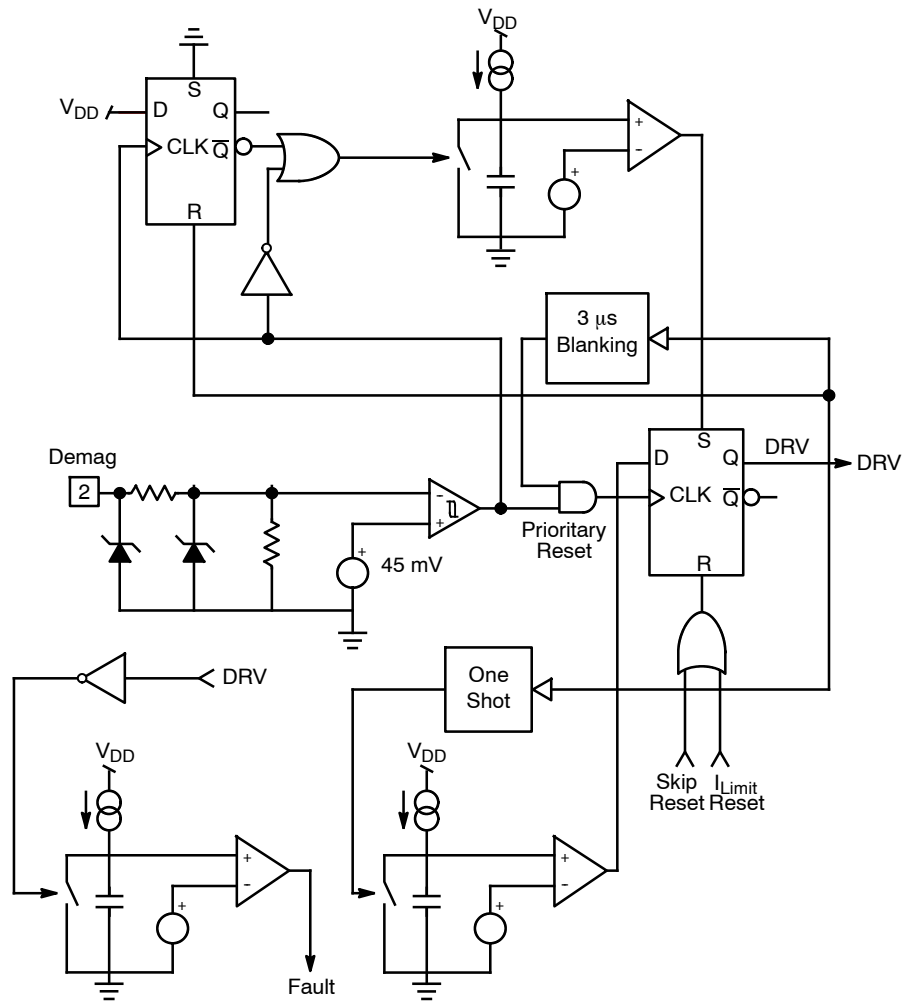 V_DD
S
V_DD
D
Q
CLK
Q̅
R
+
-
+
3 μs
Blanking
Demag
2
-
+
+
45 mV
Prioritary
Reset
S
D
Q
DRV
DRV
CLK
Q̅
R
DRV
One
Shot
Skip
Reset
I_Limit
Reset
V_DD
+
-
+
Fault
V_DD
+
-
+